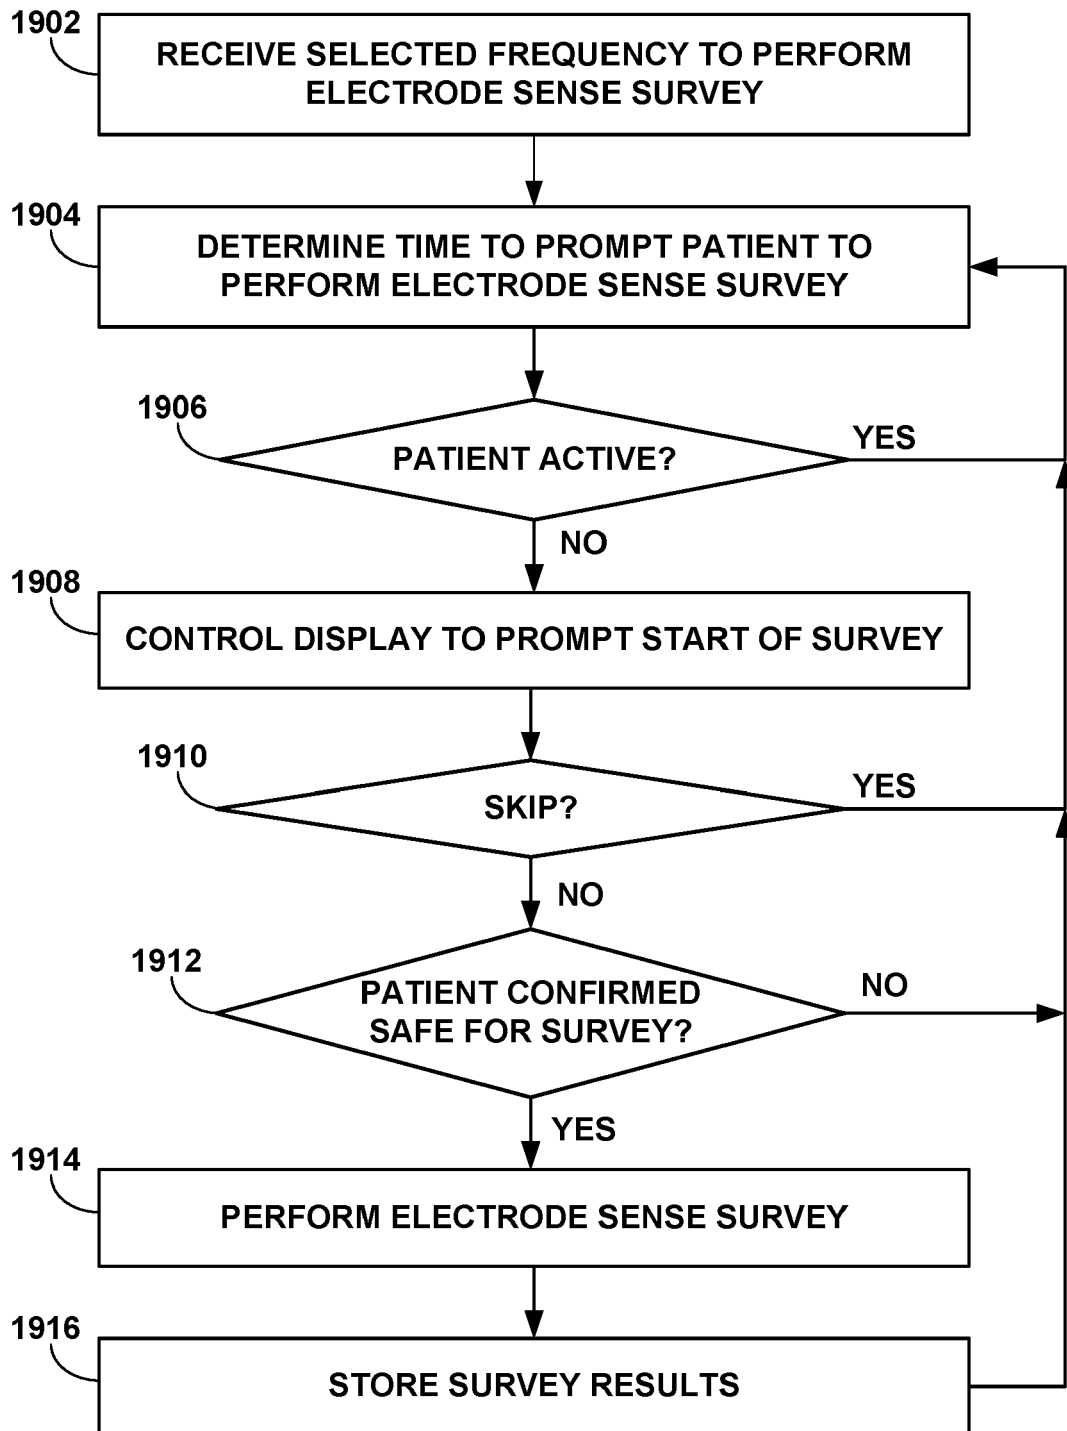 1902
RECEIVE SELECTED FREQUENCY TO PERFORM
ELECTRODE SENSE SURVEY
1904
DETERMINE TIME TO PROMPT PATIENT TO
PERFORM ELECTRODE SENSE SURVEY
1906
PATIENT ACTIVE?
YES
NO
1908
CONTROL DISPLAY TO PROMPT START OF SURVEY
1910
SKIP?
YES
NO
1912
PATIENT CONFIRMED
SAFE FOR SURVEY?
NO
YES
1914
PERFORM ELECTRODE SENSE SURVEY
1916
STORE SURVEY RESULTS